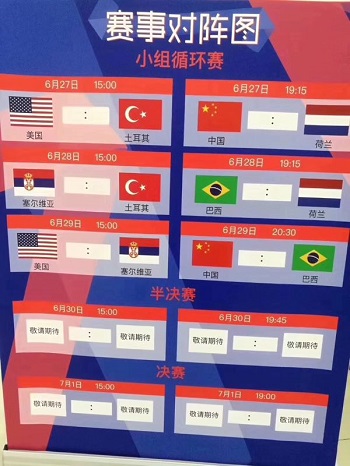 赛事对阵图
小组循环赛
6月27日 15:00
6月27日 19:15
: :
美国 土耳其 中国 荷兰
6月28日 15:00
6月28日 19:15
: :
塞尔维亚 土耳其 巴西 荷兰
6月29日 15:00
6月29日 20:30
: :
美国 塞尔维亚 中国 巴西
半决赛
6月30日 15:00
6月30日 19:45
敬请期待 : 敬请期待 敬请期待 : 敬请期待
决赛
7月1日 15:00
7月1日 19:00
敬请期待 : 敬请期待 敬请期待 : 敬请期待